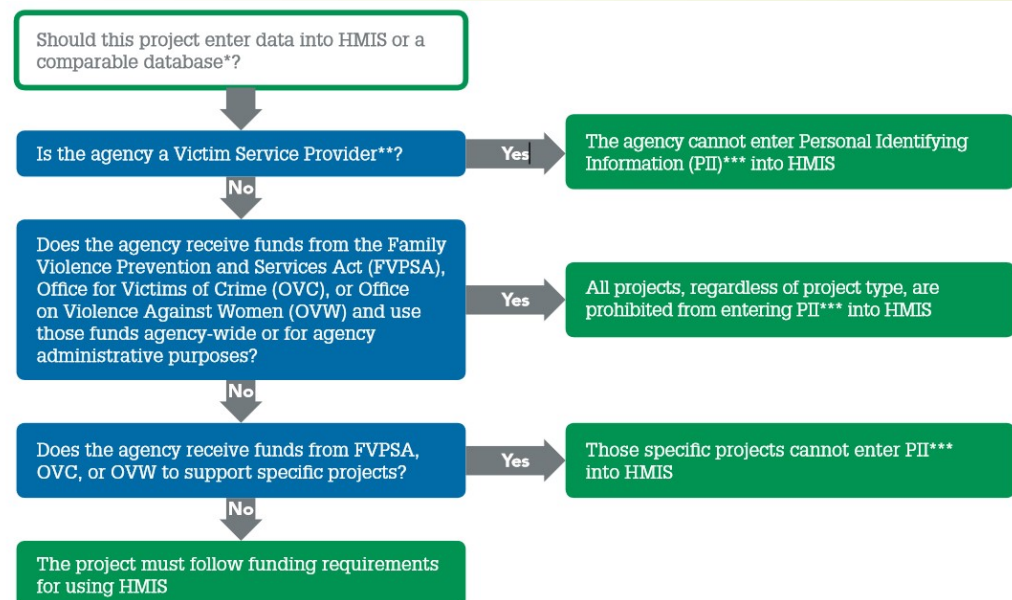 Should this project enter data into HMIS or a
comparable database*?
Is the agency a Victim Service Provider**?
Yes
The agency cannot enter Personal Identifying
Information (PII)*** into HMIS
No
Does the agency receive funds from the Family
Violence Prevention and Services Act (FVPSA),
Office for Victims of Crime (OVC), or Office
on Violence Against Women (OVW) and use
those funds agency-wide or for agency
administrative purposes?
Yes
All projects, regardless of project type, are
prohibited from entering PII*** into HMIS
No
Does the agency receive funds from FVPSA,
OVC, or OVW to support specific projects?
Yes
Those specific projects cannot enter PII***
into HMIS
No
The project must follow funding requirements
for using HMIS